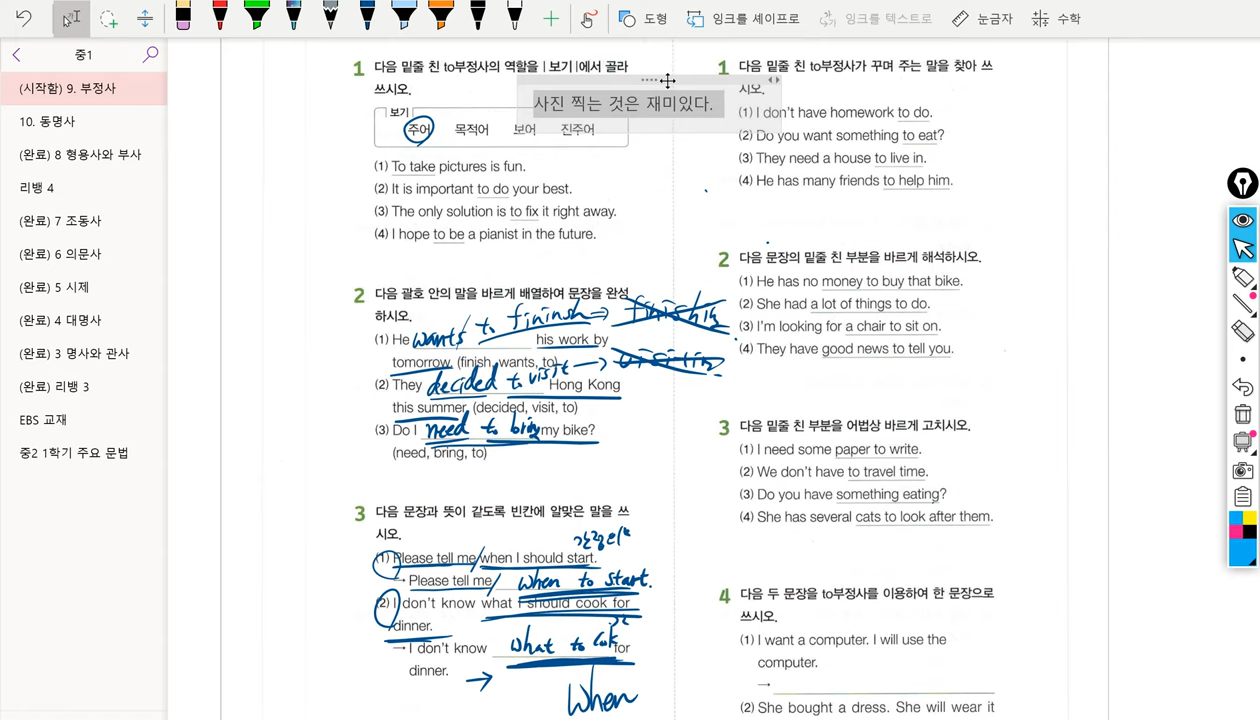 도형
잉크를 셰이프로
잉크를 텍스트로
눈금자
수학
중1
(시작함) 9. 부정사
10. 동명사
(완료) 8 형용사와 부사
리뱅 4
(완료) 7 조동사
(완료) 6 의문사
(완료) 5 시제
(완료) 4 대명사
(완료) 3 명사와 관사
(완료) 리뱅 3
EBS 교재
중2 1학기 주요 문법
1 다음 밑줄 친 to부정사의 역할을 |보기|에서 골라
쓰시오.
사진 찍는 것은 재미있다.
보기
주어 목적어 보어 진주어
(1) To take pictures is fun.
(2) It is important to do your best.
(3) The only solution is to fix it right away.
(4) I hope to be a pianist in the future.
2 다음 괄호 안의 말을 바르게 배열하여 문장을 완성
하시오.
(1) He wants to fininsh his work by
tomorrow. (finish, wants, to)
(2) They decided to visit Hong Kong
this summer. (decided, visit, to)
(3) Do I need to bring my bike?
(need, bring, to)
3 다음 문장과 뜻이 같도록 빈칸에 알맞은 말을 쓰
시오.
(1) Please tell me when I should start.
→ Please tell me when to start.
(2) I don't know what I should cook for
dinner.
→ I don't know what to cook for
dinner.
→ When
1 다음 밑줄 친 to부정사가 꾸며 주는 말을 찾아 쓰
시오.
(1) I don't have homework to do.
(2) Do you want something to eat?
(3) They need a house to live in.
(4) He has many friends to help him.
2 다음 문장의 밑줄 친 부분을 바르게 해석하시오.
(1) He has no money to buy that bike.
(2) She had a lot of things to do.
(3) I'm looking for a chair to sit on.
(4) They have good news to tell you.
3 다음 밑줄 친 부분을 어법상 바르게 고치시오.
(1) I need some paper to write.
(2) We don't have to travel time.
(3) Do you have something eating?
(4) She has several cats to look after them.
4 다음 두 문장을 to부정사를 이용하여 한 문장으로
쓰시오.
(1) I want a computer. I will use the
computer.
→
(2) She bought a dress. She will wear it